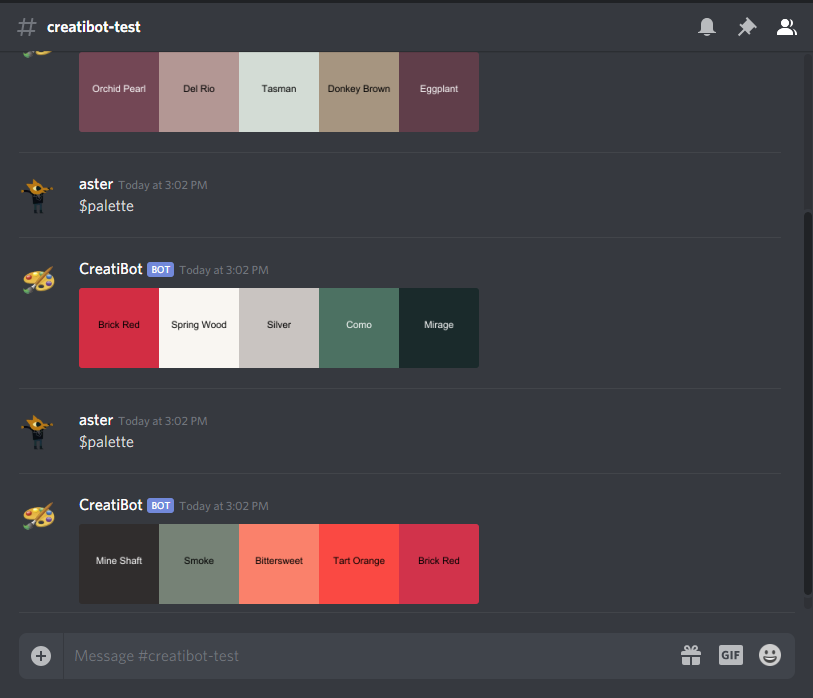 # creatibot-test
Orchid Pearl Del Rio Tasman Donkey Brown Eggplant
aster Today at 3:02 PM
$palette
CreatiBot BOT Today at 3:02 PM
Brick Red Spring Wood Silver Como Mirage
aster Today at 3:02 PM
$palette
CreatiBot BOT Today at 3:02 PM
Mine Shaft Smoke Bittersweet Tart Orange Brick Red
Message #creatibot-test GIF